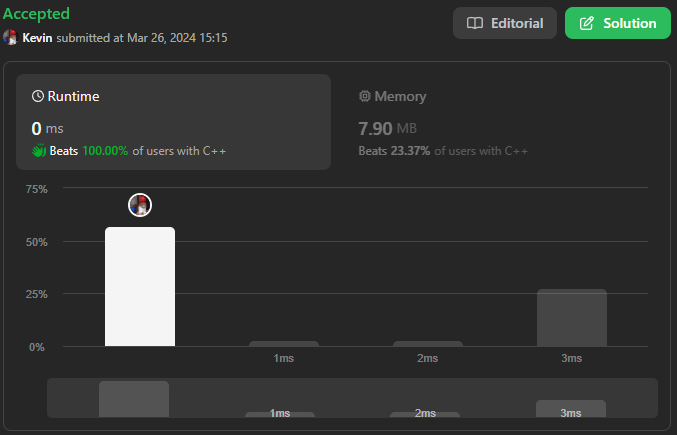 Accepted
Editorial
Solution
Kevin submitted at Mar 26, 2024 15:15
Runtime
Memory
0 ms
7.90 MB
Beats 100.00% of users with C++
Beats 23.37% of users with C++
75%
50%
25%
0%
1ms 2ms 3ms
1ms 2ms 3ms